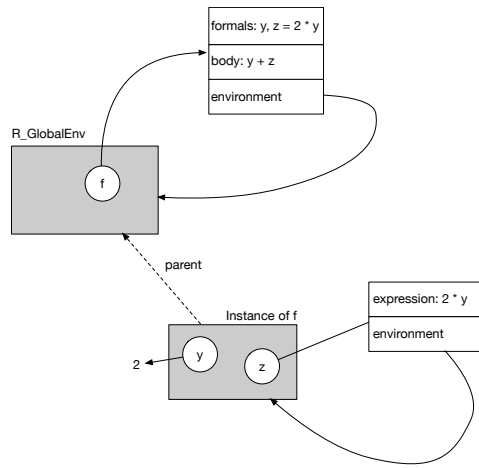 formals: y, z = 2 * y
body: y + z
environment
R_GlobalEnv
f
parent
Instance of f
expression: 2 * y
environment
y
z
2